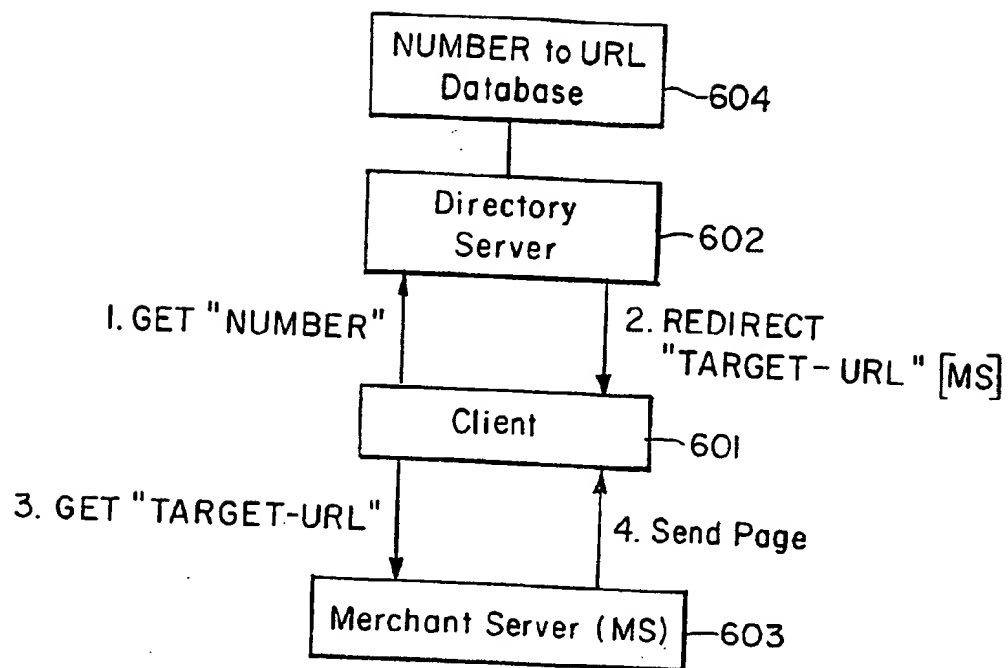 NUMBER to URL
Database
604
Directory
Server
602
1. GET "NUMBER"
2. REDIRECT
"TARGET-URL" [MS]
Client
601
3. GET "TARGET-URL"
4. Send Page
Merchant Server (MS)
603